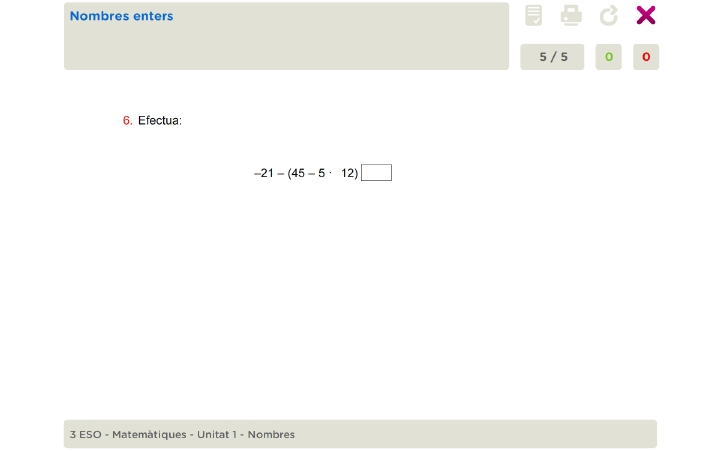 Nombres enters
5 / 5
0
0
6. Efectua:
–21 – (45 – 5 · 12)
3 ESO - Matemàtiques - Unitat 1 - Nombres